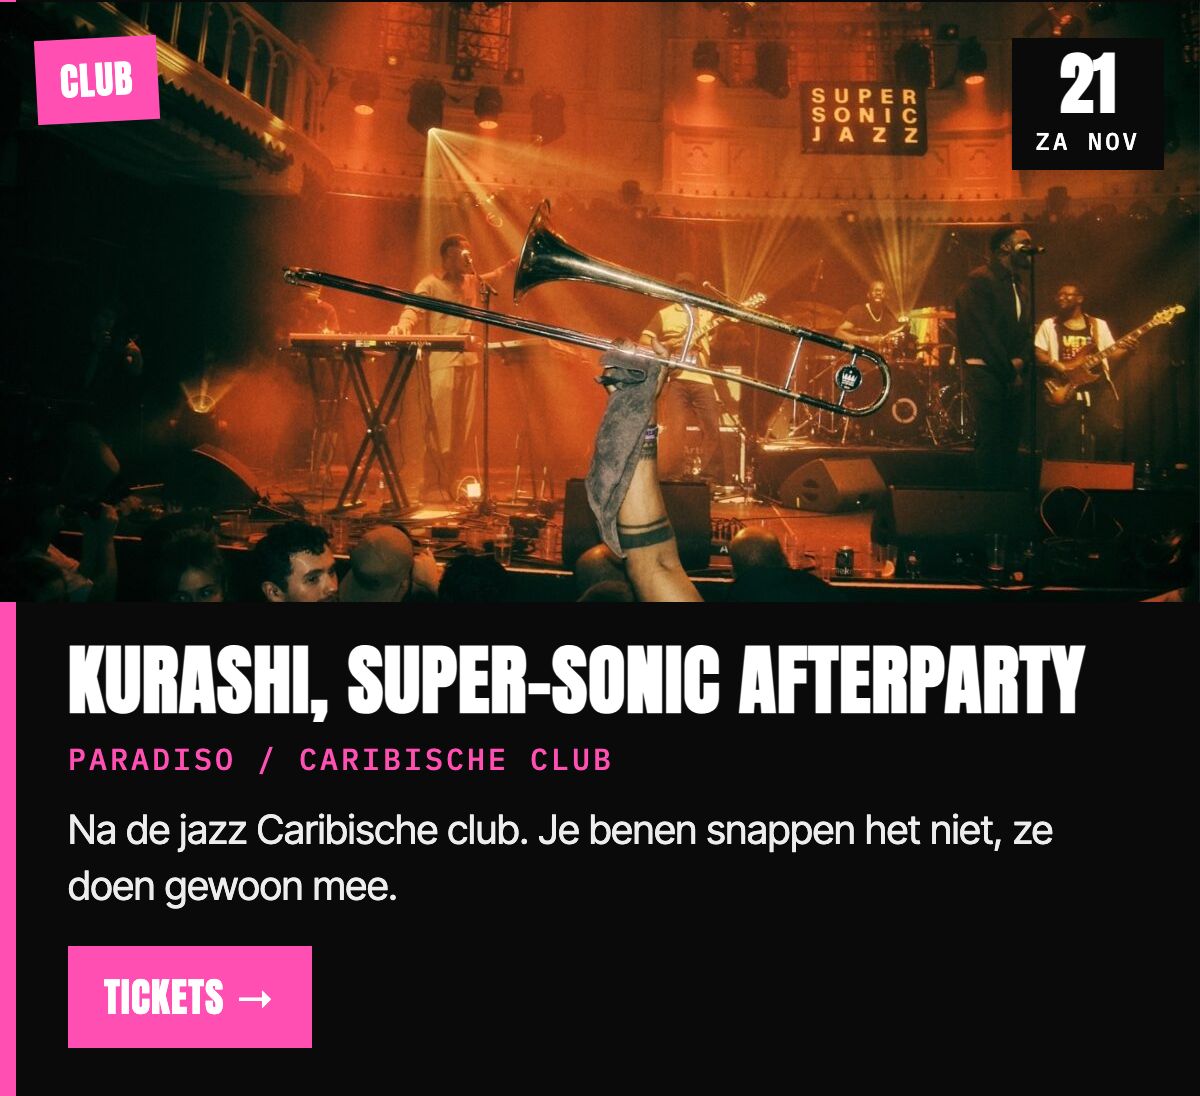 CLUB
21
ZA NOV
SUPER
SONIC
JAZZ
KURASHI, SUPER-SONIC AFTERPARTY
PARADISO / CARIBISCHE CLUB
Na de jazz Caribische club. Je benen snappen het niet, ze
doen gewoon mee.
TICKETS →